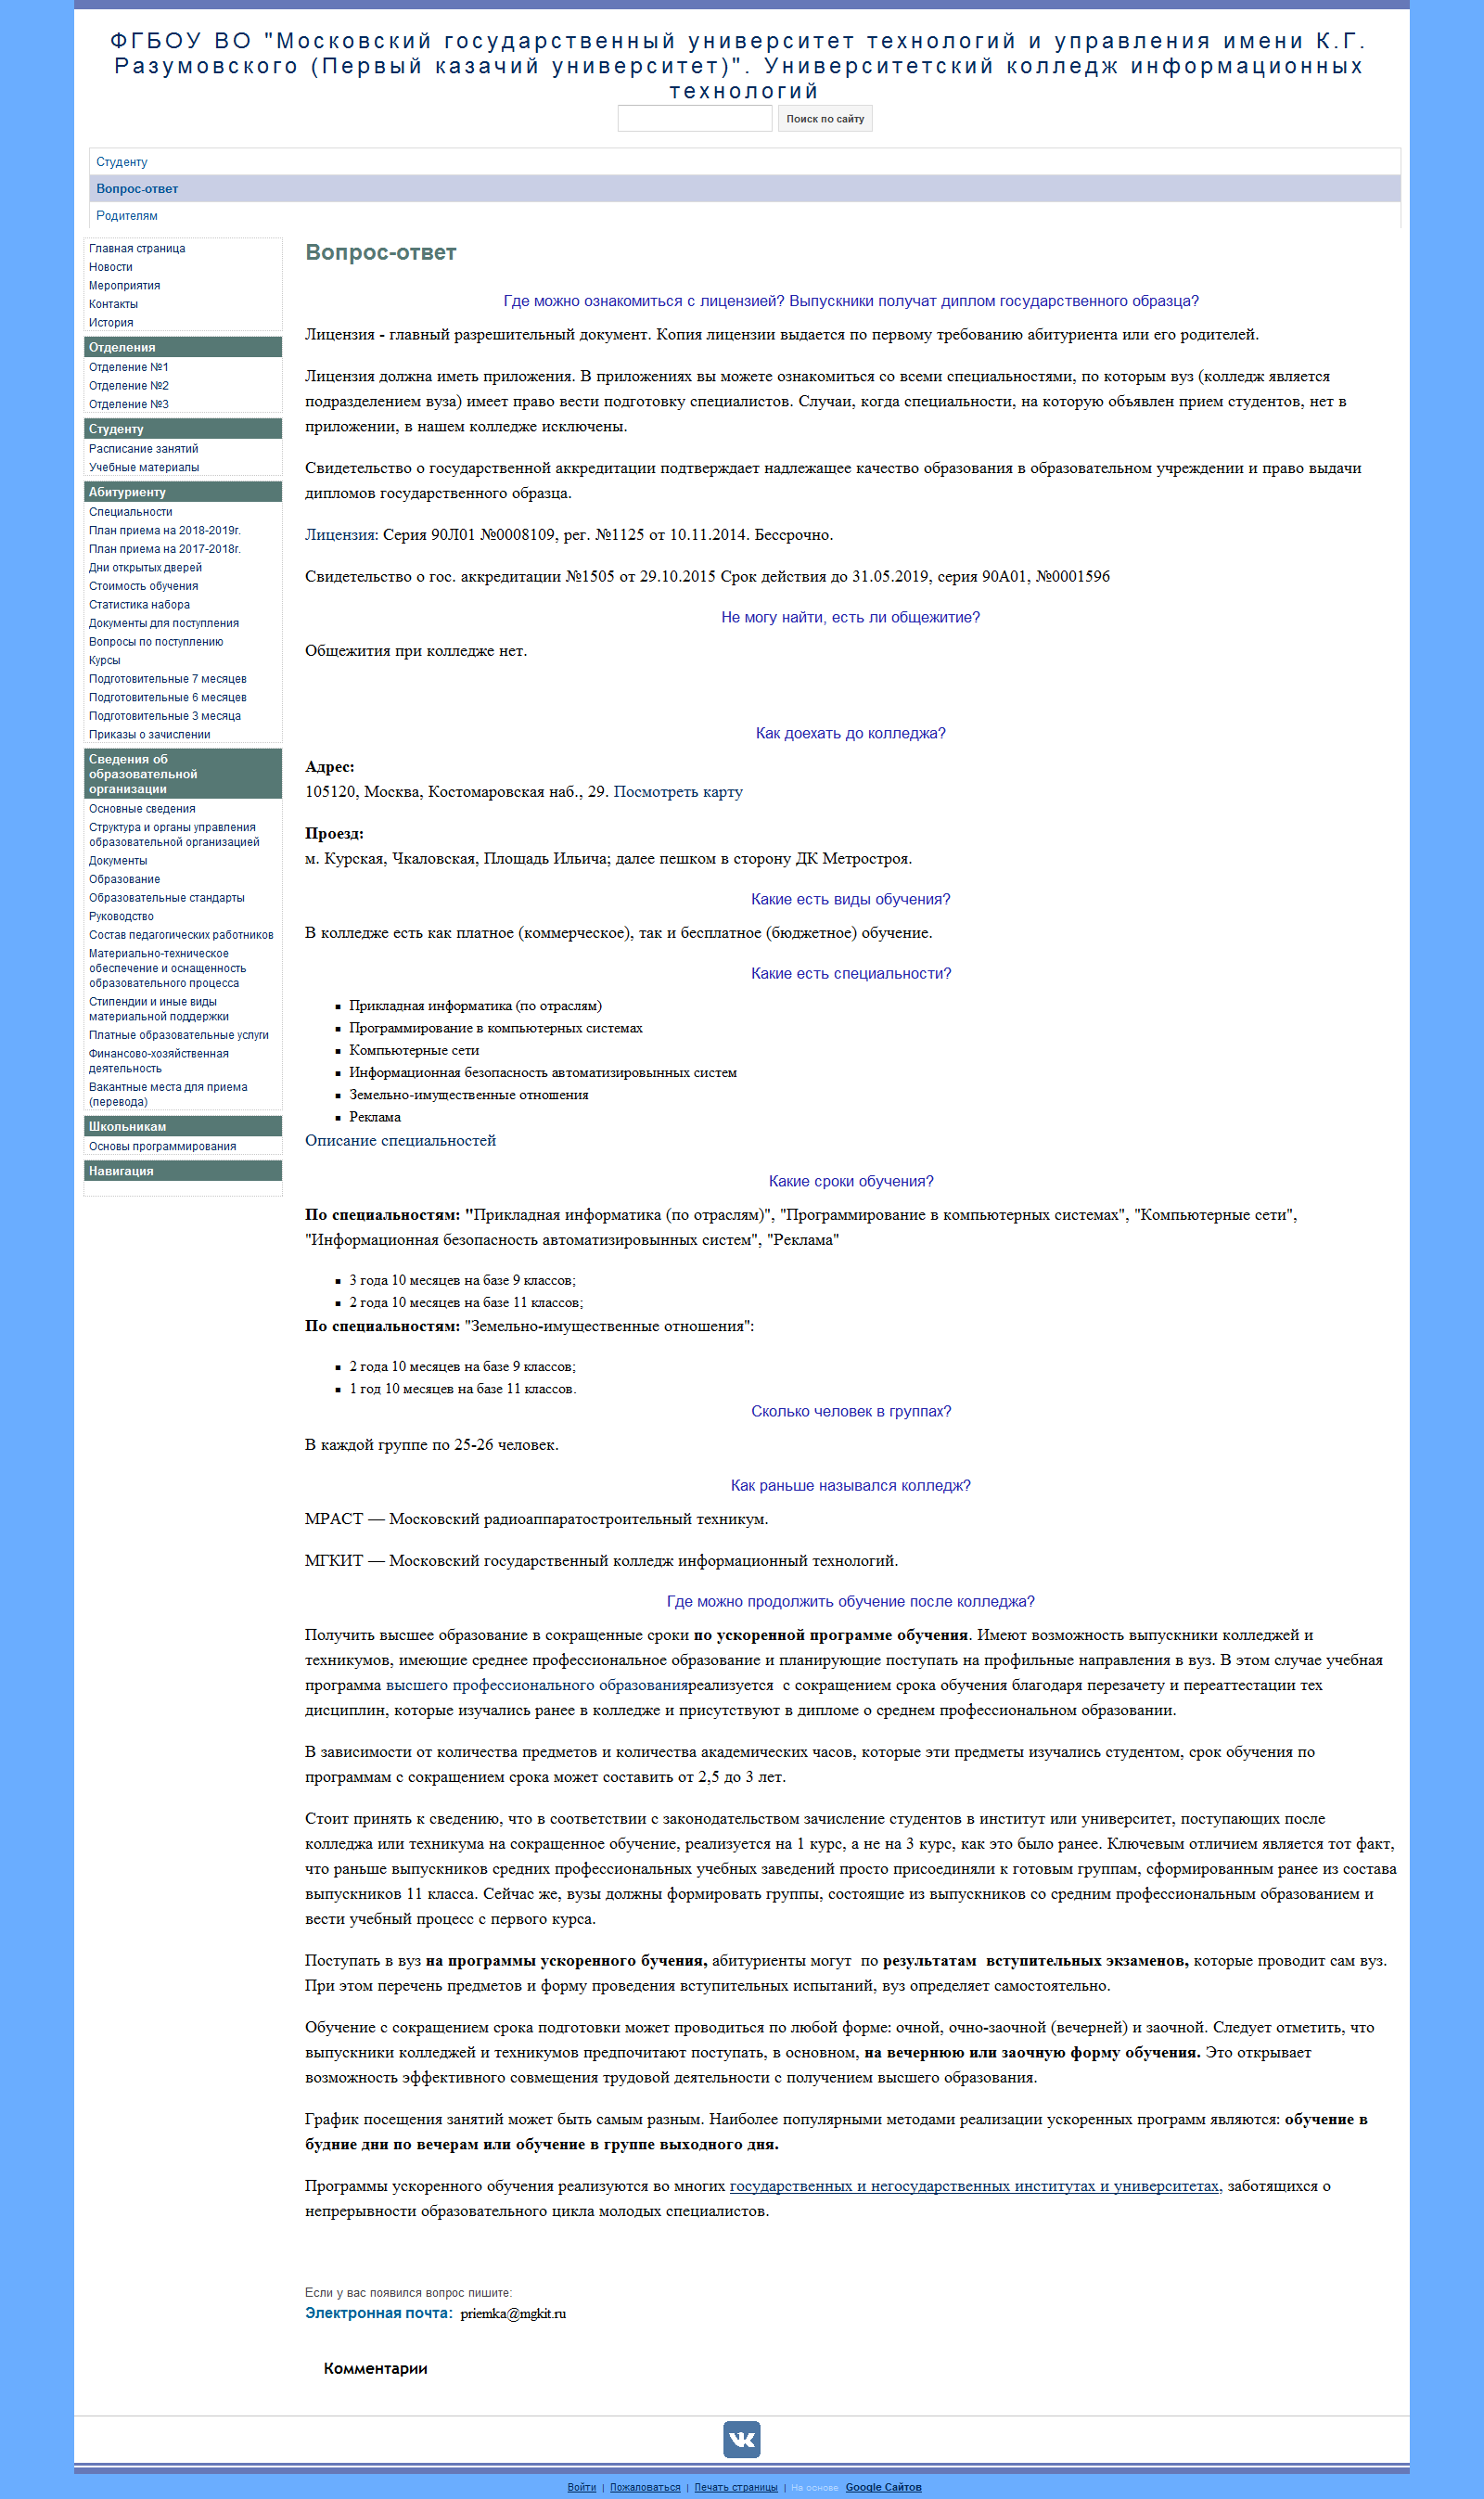 ФГБОУ ВО "Московский государственный университет технологий и управления имени К.Г.
Разумовского (Первый казачий университет)". Университетский колледж информационных
технологий
Поиск по сайту
Студенту
Вопрос-ответ
Родителям
Главная страница
Новости
Мероприятия
Контакты
История
Отделения
Отделение №1
Отделение №2
Отделение №3
Студенту
Расписание занятий
Учебные материалы
Абитуриенту
Специальности
План приема на 2018-2019г.
План приема на 2017-2018г.
Дни открытых дверей
Стоимость обучения
Статистика набора
Документы для поступления
Вопросы по поступлению
Курсы
Подготовительные 7 месяцев
Подготовительные 6 месяцев
Подготовительные 3 месяца
Приказы о зачислении
Сведения об
образовательной
организации
Основные сведения
Структура и органы управления
образовательной организацией
Документы
Образование
Образовательные стандарты
Руководство
Состав педагогических работников
Материально-техническое
обеспечение и оснащенность
образовательного процесса
Стипендии и иные виды
материальной поддержки
Платные образовательные услуги
Финансово-хозяйственная
деятельность
Вакантные места для приема
(перевода)
Школьникам
Основы программирования
Навигация
Вопрос-ответ
Где можно ознакомиться с лицензией? Выпускники получат диплом государственного образца?
Лицензия - главный разрешительный документ. Копия лицензии выдается по первому требованию абитуриента или его родителей.
Лицензия должна иметь приложения. В приложениях вы можете ознакомиться со всеми специальностями, по которым вуз (колледж является
подразделением вуза) имеет право вести подготовку специалистов. Случаи, когда специальности, на которую объявлен прием студентов, нет в
приложении, в нашем колледже исключены.
Свидетельство о государственной аккредитации подтверждает надлежащее качество образования в образовательном учреждении и право выдачи
дипломов государственного образца.
Лицензия: Серия 90Л01 №0008109, рег. №1125 от 10.11.2014. Бессрочно.
Свидетельство о гос. аккредитации №1505 от 29.10.2015 Срок действия до 31.05.2019, серия 90А01, №0001596
Не могу найти, есть ли общежитие?
Общежития при колледже нет.
Как доехать до колледжа?
Адрес:
105120, Москва, Костомаровская наб., 29. Посмотреть карту
Проезд:
м. Курская, Чкаловская, Площадь Ильича; далее пешком в сторону ДК Метростроя.
Какие есть виды обучения?
В колледже есть как платное (коммерческое), так и бесплатное (бюджетное) обучение.
Какие есть специальности?
▪ Прикладная информатика (по отраслям)
▪ Программирование в компьютерных системах
▪ Компьютерные сети
▪ Информационная безопасность автоматизировынных систем
▪ Земельно-имущественные отношения
▪ Реклама
Описание специальностей
Какие сроки обучения?
По специальностям: "Прикладная информатика (по отраслям)", "Программирование в компьютерных системах", "Компьютерные сети",
"Информационная безопасность автоматизировынных систем", "Реклама"
▪ 3 года 10 месяцев на базе 9 классов;
▪ 2 года 10 месяцев на базе 11 классов;
По специальностям: "Земельно-имущественные отношения":
▪ 2 года 10 месяцев на базе 9 классов;
▪ 1 год 10 месяцев на базе 11 классов.
Сколько человек в группах?
В каждой группе по 25-26 человек.
Как раньше назывался колледж?
МРАСТ — Московский радиоаппаратостроительный техникум.
МГКИТ — Московский государственный колледж информационный технологий.
Где можно продолжить обучение после колледжа?
Получить высшее образование в сокращенные сроки по ускоренной программе обучения. Имеют возможность выпускники колледжей и
техникумов, имеющие среднее профессиональное образование и планирующие поступать на профильные направления в вуз. В этом случае учебная
программа высшего профессионального образованияреализуется с сокращением срока обучения благодаря перезачету и переаттестации тех
дисциплин, которые изучались ранее в колледже и присутствуют в дипломе о среднем профессиональном образовании.
В зависимости от количества предметов и количества академических часов, которые эти предметы изучались студентом, срок обучения по
программам с сокращением срока может составить от 2,5 до 3 лет.
Стоит принять к сведению, что в соответствии с законодательством зачисление студентов в институт или университет, поступающих после
колледжа или техникума на сокращенное обучение, реализуется на 1 курс, а не на 3 курс, как это было ранее. Ключевым отличием является тот факт,
что раньше выпускников средних профессиональных учебных заведений просто присоединяли к готовым группам, сформированным ранее из состава
выпускников 11 класса. Сейчас же, вузы должны формировать группы, состоящие из выпускников со средним профессиональным образованием и
вести учебный процесс с первого курса.
Поступать в вуз на программы ускоренного бучения, абитуриенты могут по результатам вступительных экзаменов, которые проводит сам вуз.
При этом перечень предметов и форму проведения вступительных испытаний, вуз определяет самостоятельно.
Обучение с сокращением срока подготовки может проводиться по любой форме: очной, очно-заочной (вечерней) и заочной. Следует отметить, что
выпускники колледжей и техникумов предпочитают поступать, в основном, на вечернюю или заочную форму обучения. Это открывает
возможность эффективного совмещения трудовой деятельности с получением высшего образования.
График посещения занятий может быть самым разным. Наиболее популярными методами реализации ускоренных программ являются: обучение в
будние дни по вечерам или обучение в группе выходного дня.
Программы ускоренного обучения реализуются во многих государственных и негосударственных институтах и университетах, заботящихся о
непрерывности образовательного цикла молодых специалистов.
Если у вас появился вопрос пишите:
Электронная почта: priemka@mgkit.ru
Комментарии
Войти | Пожаловаться | Печать страницы | На основе Google Сайтов